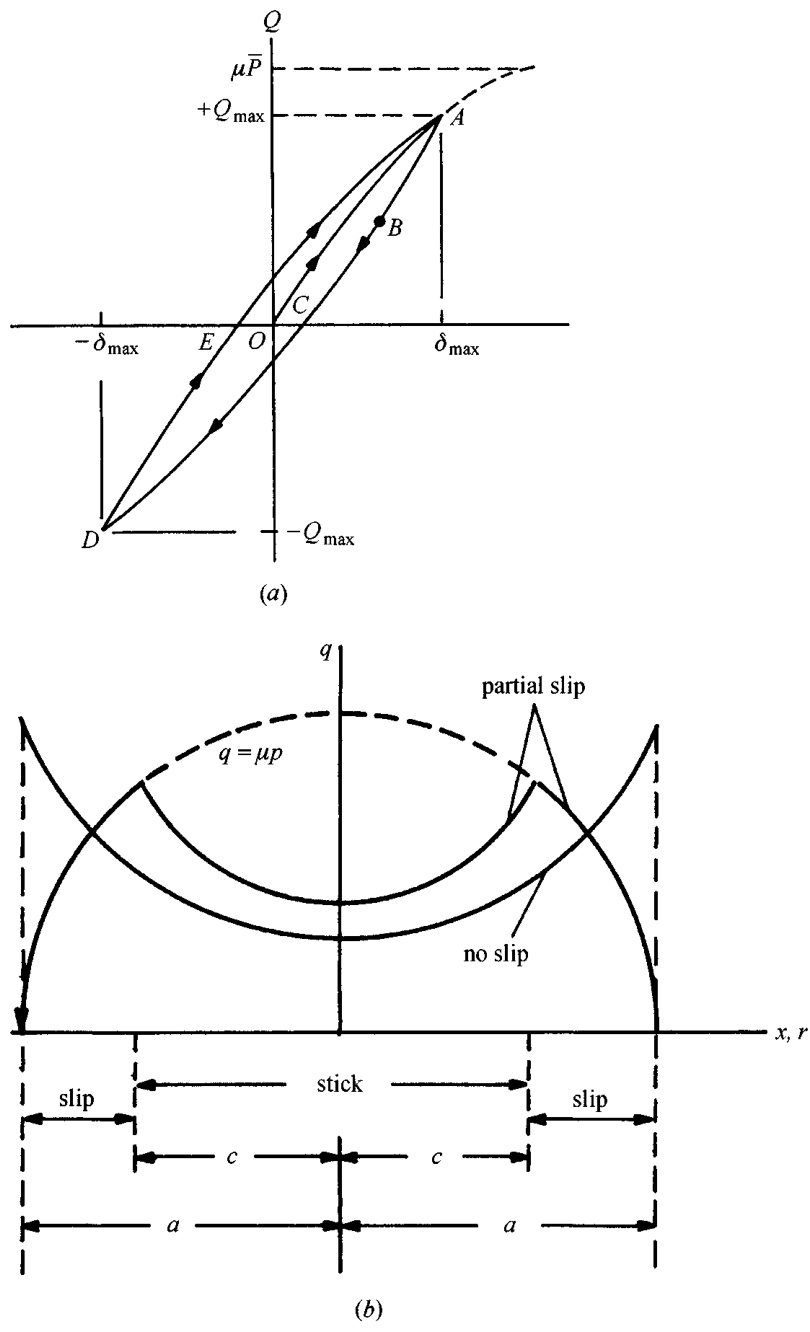 Q
μP̅
+Q_max
A
B
C
−δ_max
E
O
δ_max
D
−Q_max
(a)
q
partial slip
q = μp
no slip
x, r
stick
slip
slip
c
c
a
a
(b)